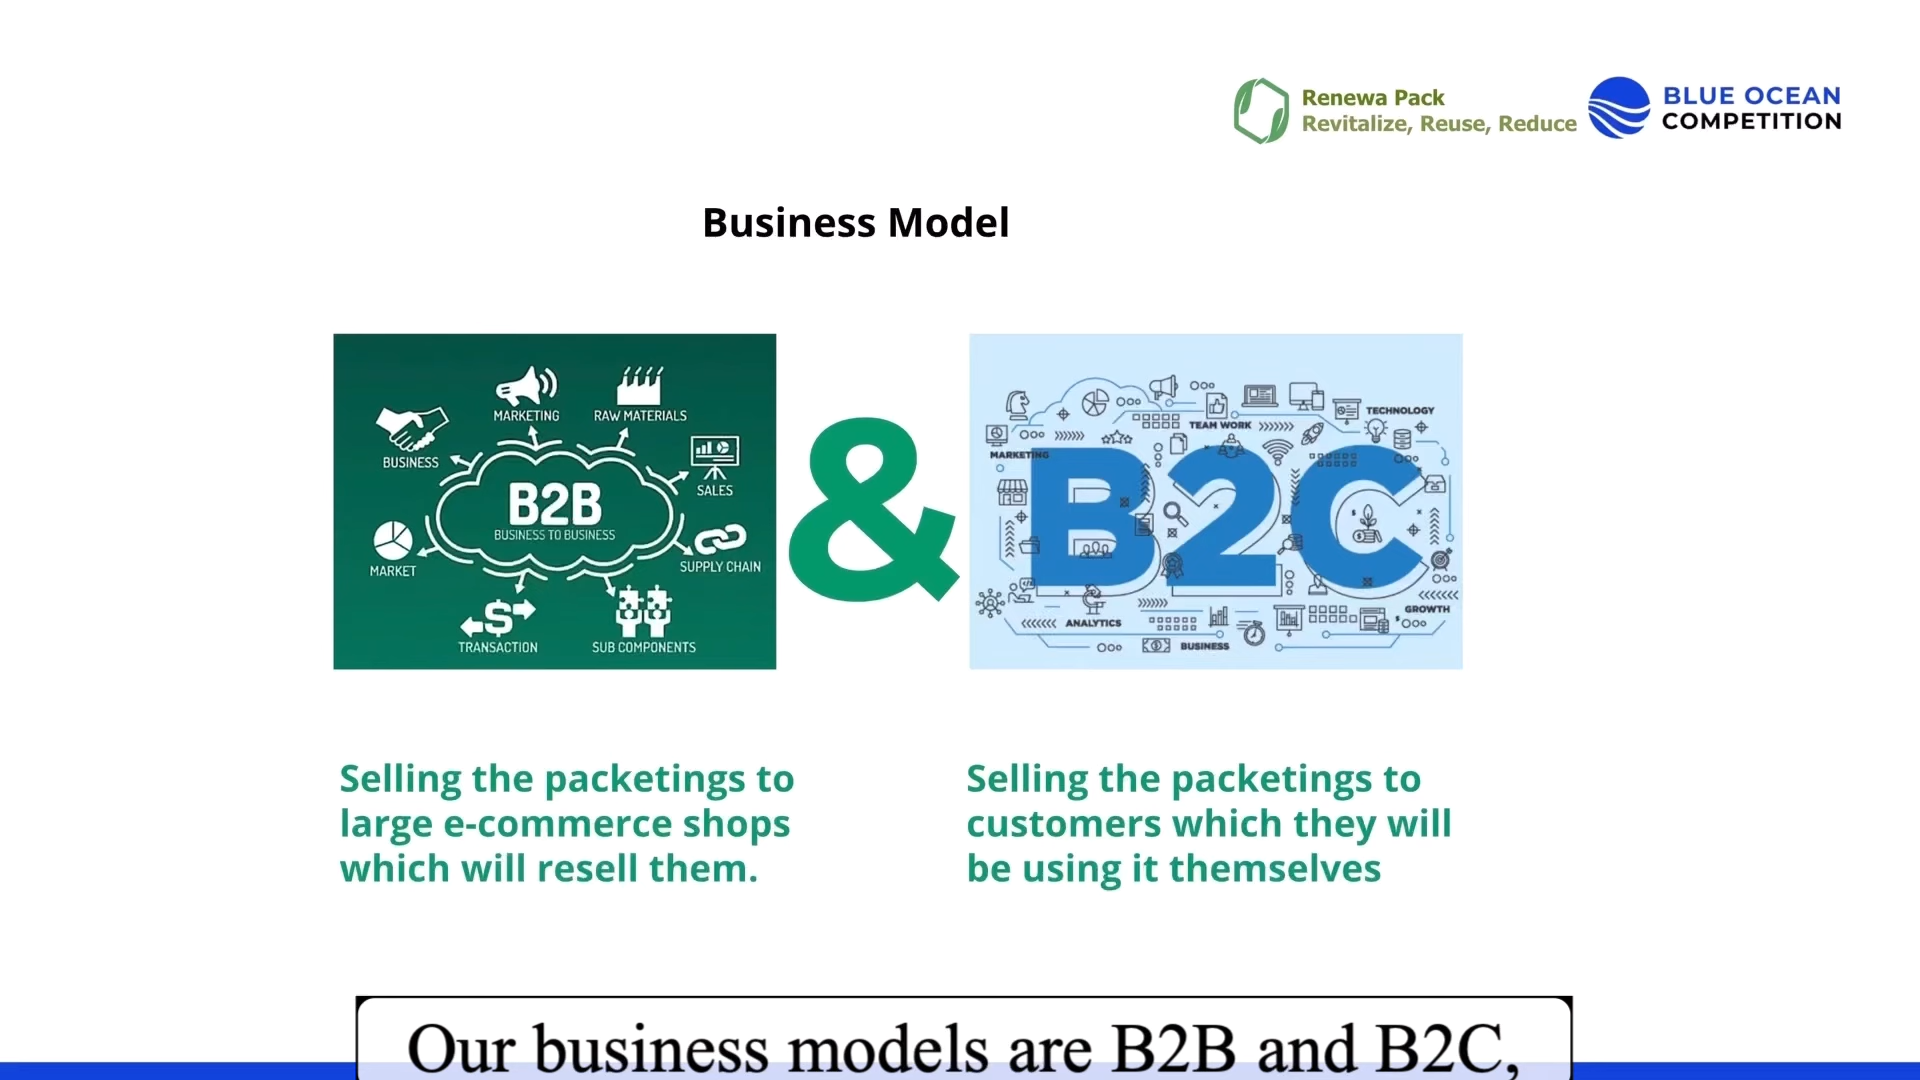 Renewa Pack
Revitalize, Reuse, Reduce
BLUE OCEAN
COMPETITION
Business Model
MARKETING
RAW MATERIALS
BUSINESS
SALES
B2B
BUSINESS TO BUSINESS
MARKET
SUPPLY CHAIN
TRANSACTION
SUB COMPONENTS
&
TECHNOLOGY
TEAM WORK
MARKETING
B2C
GROWTH
ANALYTICS
BUSINESS
Selling the packetings to
large e-commerce shops
which will resell them.
Selling the packetings to
customers which they will
be using it themselves
Our business models are B2B and B2C,